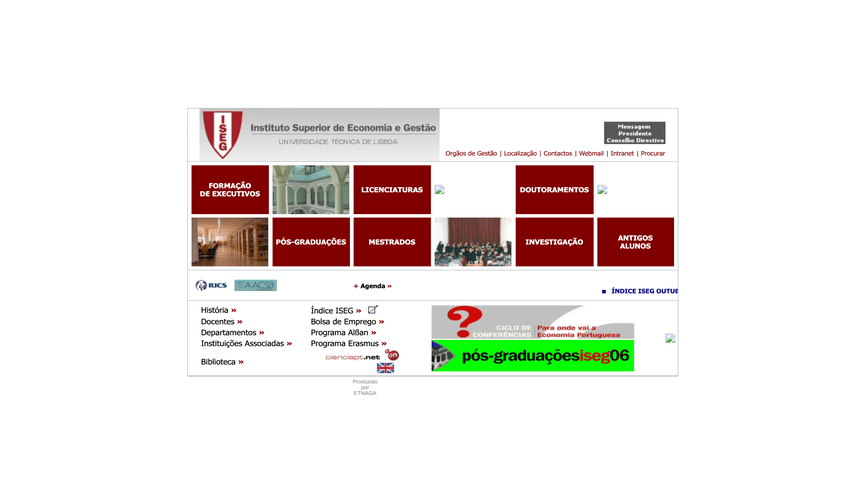 ISEG
Instituto Superior de Economia e Gestão
UNIVERSIDADE TÉCNICA DE LISBOA
Mensagem
Presidente
Conselho Directivo
Orgãos de Gestão | Localização | Contactos | Webmail | Intranet | Procurar
FORMAÇÃO
DE EXECUTIVOS
LICENCIATURAS
DOUTORAMENTOS
PÓS-GRADUAÇÕES
MESTRADOS
INVESTIGAÇÃO
ANTIGOS
ALUNOS
RICS
AACSB
+ Agenda »
ÍNDICE ISEG OUTU
História »
Docentes »
Departamentos »
Instituições Associadas »
Biblioteca »
Índice ISEG »
Bolsa de Emprego »
Programa Alßan »
Programa Erasmus »
cienciapt.net
b-on
? CICLO DE
CONFERÊNCIAS
Para onde vai a
Economia Portuguesa
pós-graduaçõesiseg06
Produzido
por
ETNAGA